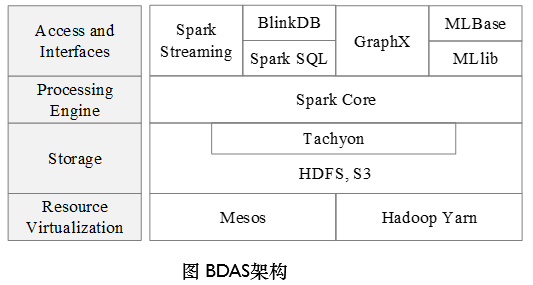 Access and
Interfaces
Spark
Streaming
BlinkDB
Spark SQL
GraphX
MLBase
MLlib
Processing
Engine
Spark Core
Storage
Tachyon
HDFS, S3
Resource
Virtualization
Mesos
Hadoop Yarn
图 BDAS架构